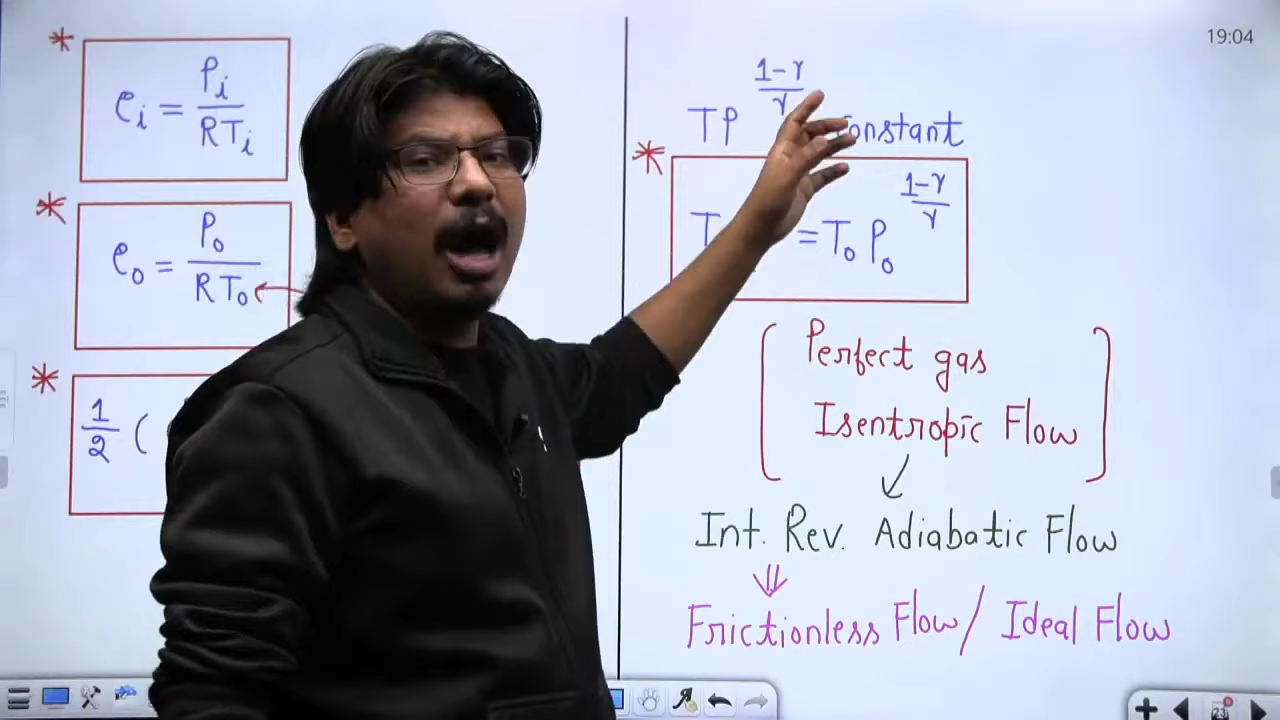 *
ρi = Pi / RTi
*
ρ0 = P0 / RT0
*
1/2 (
19:04
TP^((1-γ)/γ) constant
*
T = T0 P0^((1-γ)/γ)
[ Perfect gas
Isentropic Flow ]
↙
Int. Rev. Adiabatic Flow
⇓
Frictionless Flow / Ideal Flow
23